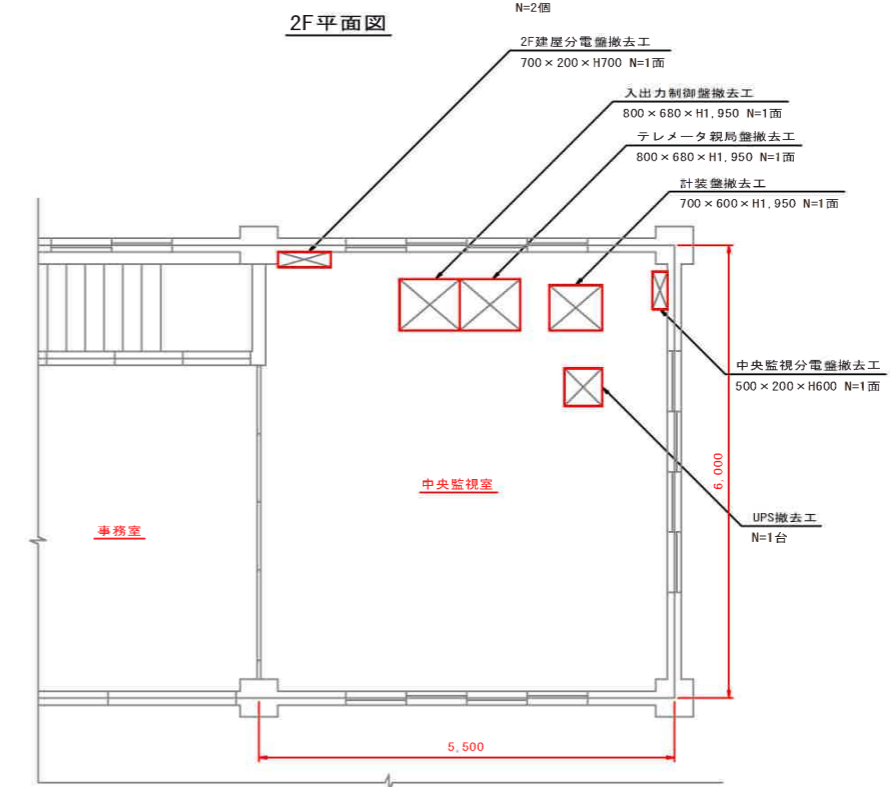 N=2個
2F平面図
2F建屋分電盤撤去工
700×200×H700 N=1面
入出力制御盤撤去工
800×680×H1,950 N=1面
テレメータ親局盤撤去工
800×680×H1,950 N=1面
計装盤撤去工
700×600×H1,950 N=1面
中央監視分電盤撤去工
500×200×H600 N=1面
6,000
中央監視室
UPS撤去工
N=1台
事務室
5,500